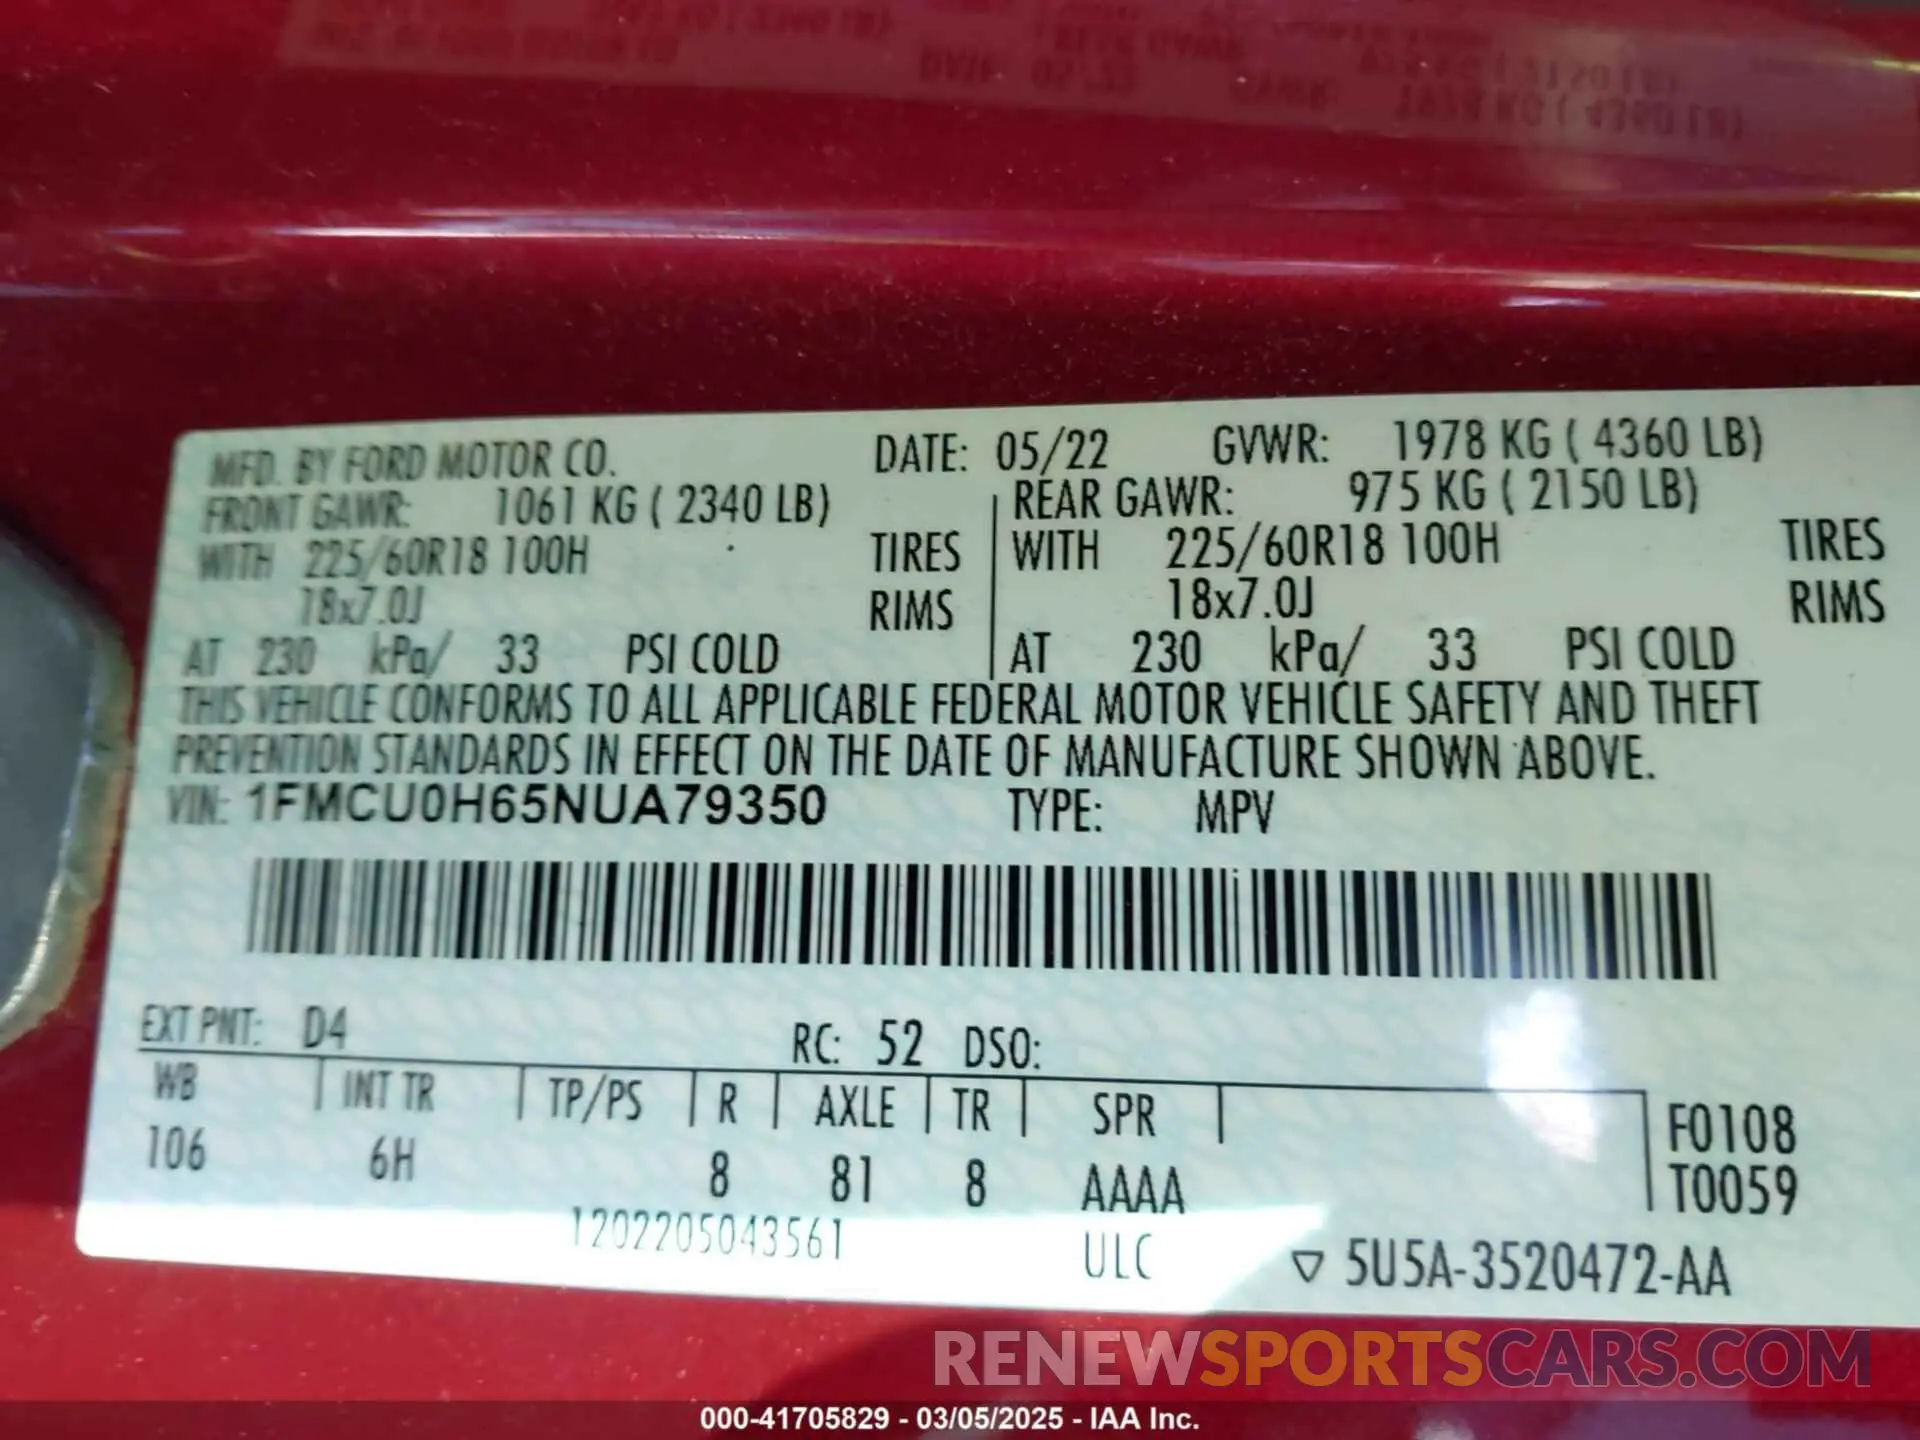 MFD. BY FORD MOTOR CO. DATE: 05/22 GVWR: 1978 KG ( 4360 LB)
FRONT GAWR: 1061 KG ( 2340 LB) REAR GAWR: 975 KG ( 2150 LB)
WITH 225/60R18 100H TIRES WITH 225/60R18 100H TIRES
18x7.0J RIMS 18x7.0J RIMS
AT 230 kPa/ 33 PSI COLD AT 230 kPa/ 33 PSI COLD
THIS VEHICLE CONFORMS TO ALL APPLICABLE FEDERAL MOTOR VEHICLE SAFETY AND THEFT
PREVENTION STANDARDS IN EFFECT ON THE DATE OF MANUFACTURE SHOWN ABOVE.
VIN: 1FMCU0H65NUA79350 TYPE: MPV
EXT PNT: D4 RC: 52 DSO:
WB INT TR TP/PS R AXLE TR SPR F0108
106 6H 8 81 8 AAAA T0059
1202205043561 ULC ▽ 5U5A-3520472-AA
RENEWSPORTSCARS.COM
000-41705829 - 03/05/2025 - IAA Inc.